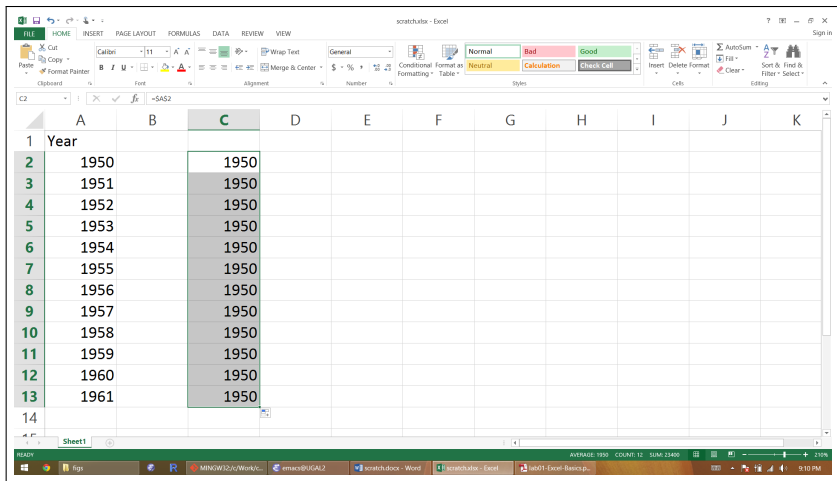 scratch.xlsx - Excel
FILE HOME INSERT PAGE LAYOUT FORMULAS DATA REVIEW VIEW Sign in
Paste Cut Copy Format Painter
Calibri 11 Wrap Text General Normal Bad Good AutoSum
B I U Merge & Center $ % Conditional Formatting Format as Table Neutral Calculation Check Cell Insert Delete Format Fill Clear Sort & Filter Find & Select
Clipboard Font Alignment Number Styles Cells Editing
C2 fx =$A$2
A B C D E F G H I J K
1 Year
2 1950 1950
3 1951 1950
4 1952 1950
5 1953 1950
6 1954 1950
7 1955 1950
8 1956 1950
9 1957 1950
10 1958 1950
11 1959 1950
12 1960 1950
13 1961 1950
14
Sheet1
READY AVERAGE: 1950 COUNT: 12 SUM: 23400 210%
figs MINGW32:/c/Work/c... emacs@UGAL2 scratch.docx - Word scratch.xlsx - Excel lab01-Excel-Basics.p... 9:10 PM